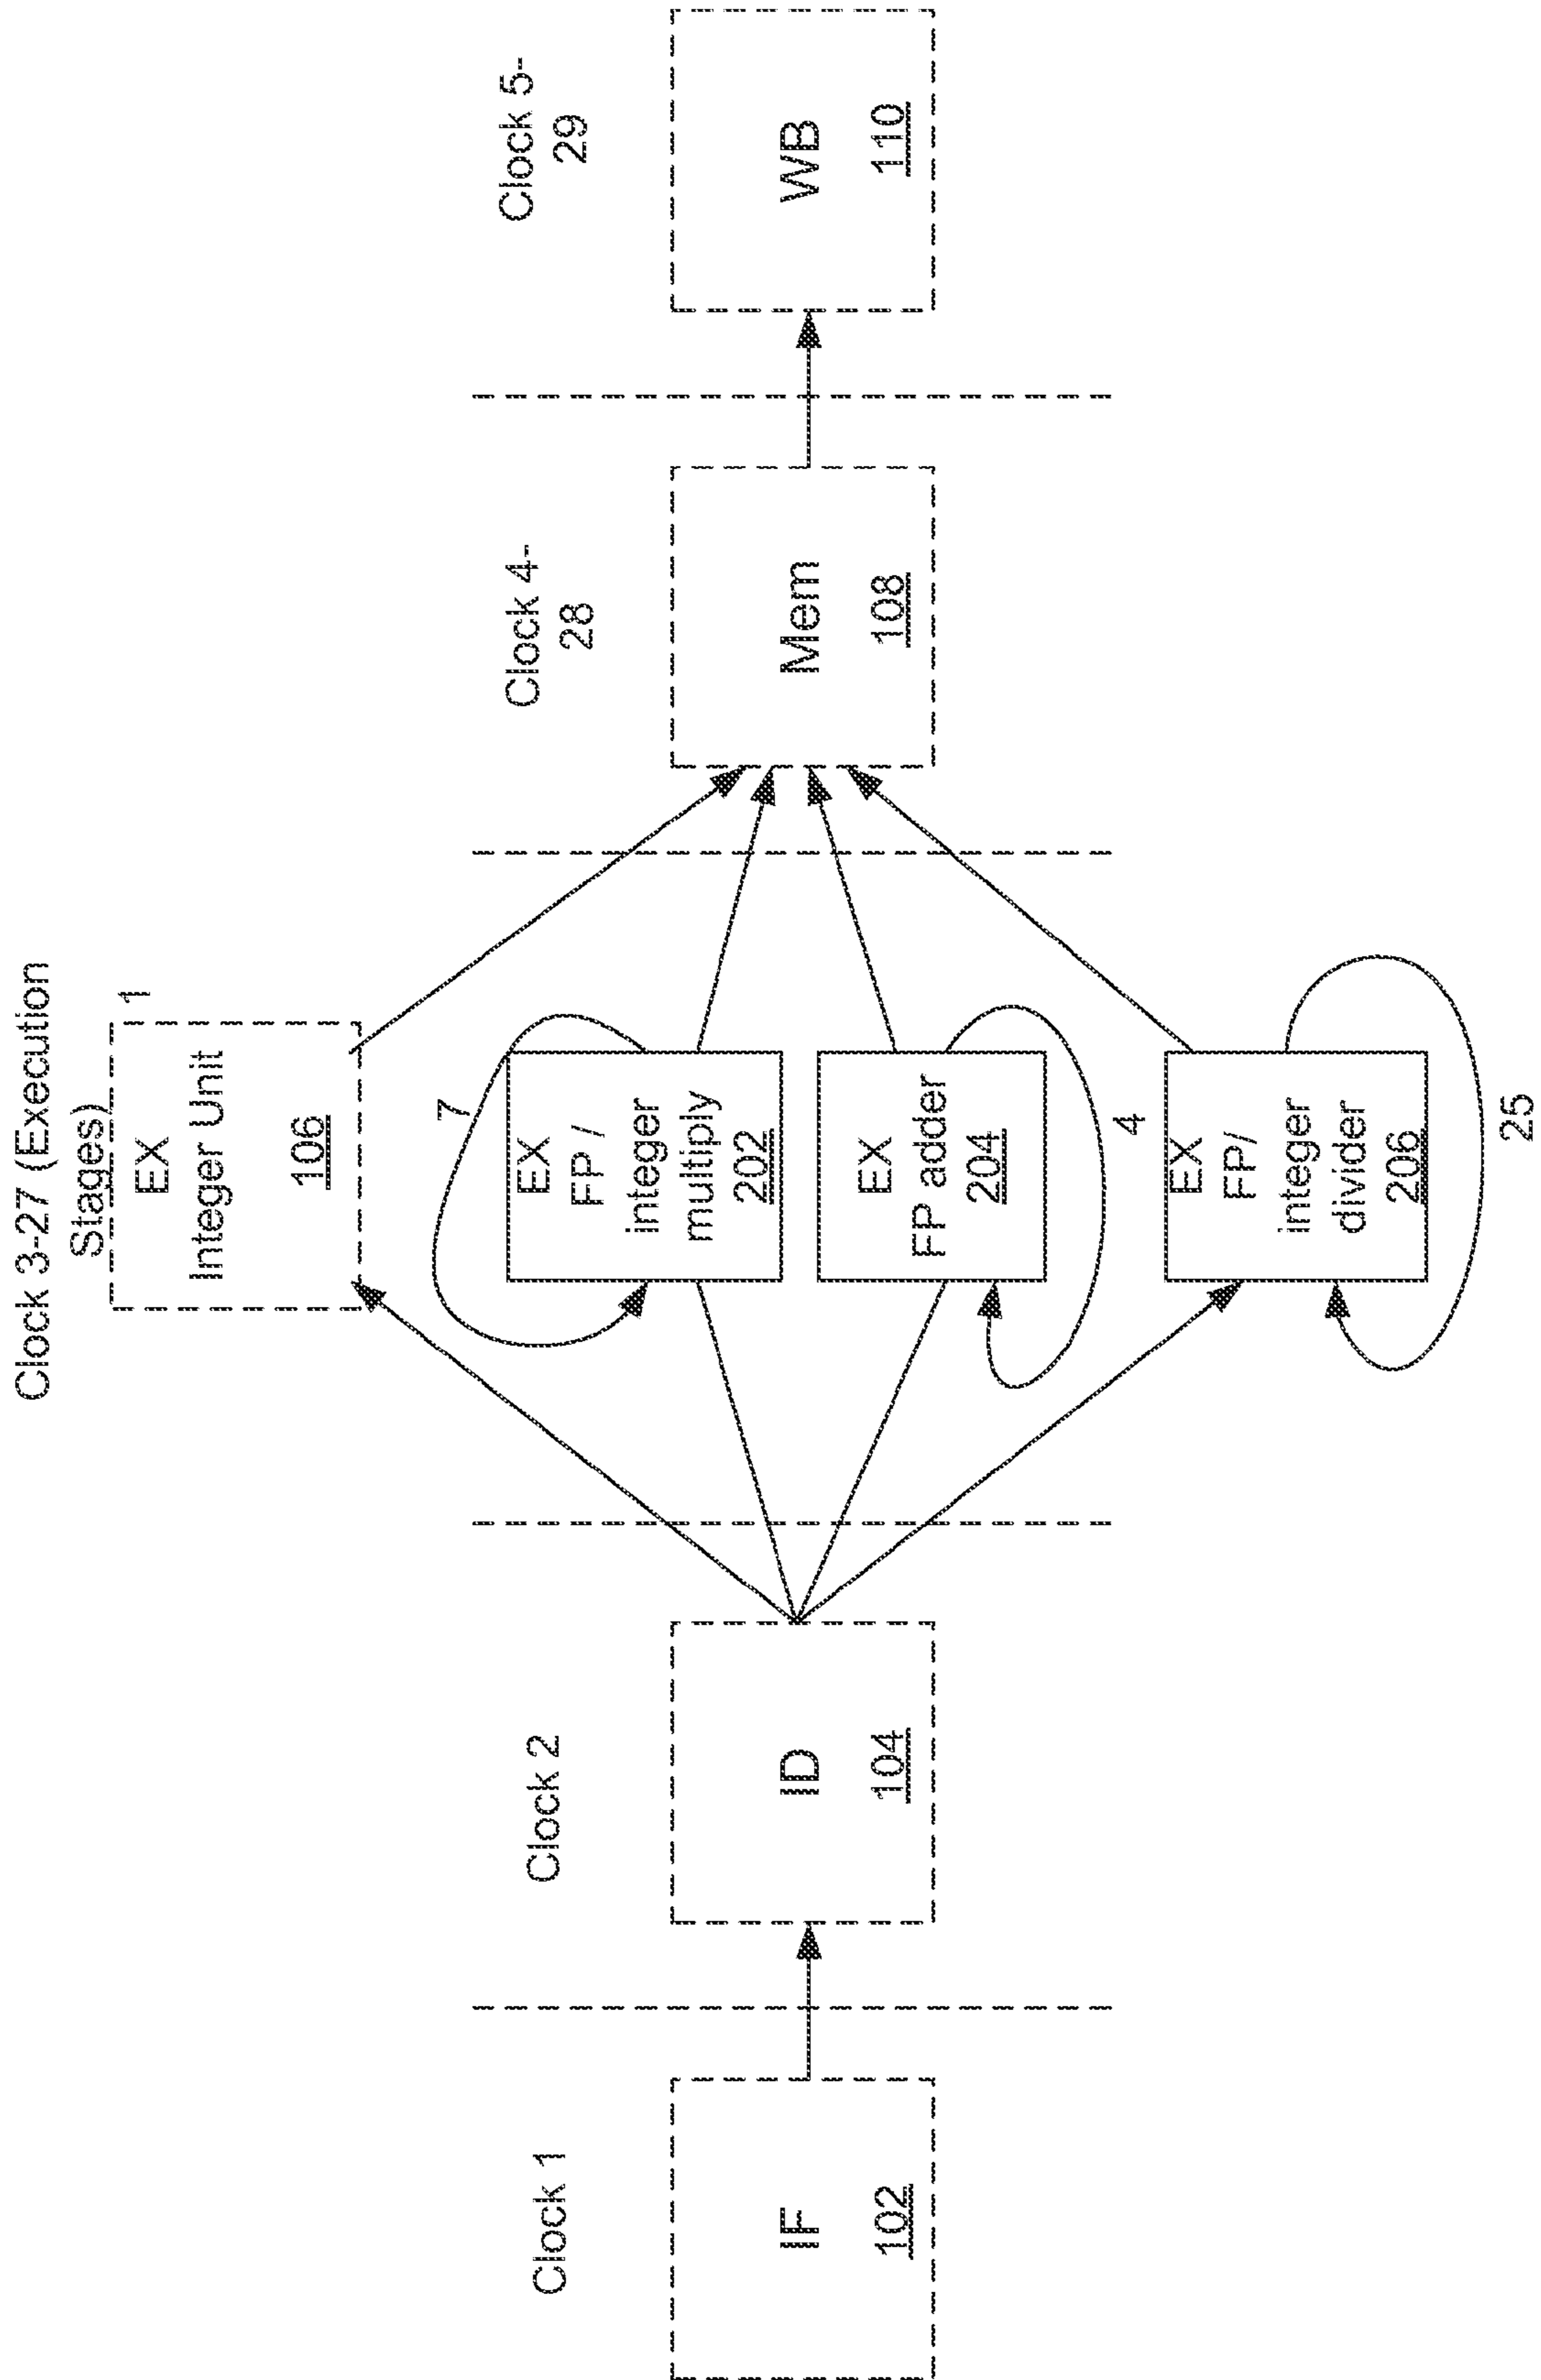 Clock 1
IF
102
Clock 2
ID
104
Clock 3-27 (Execution
Stages)
1
EX
Integer Unit
106
7
EX
FP /
integer
multiply
202
EX
FP adder
204
4
EX
FP/
integer
divider
206
25
Clock 4-
28
Mem
108
Clock 5-
29
WB
110